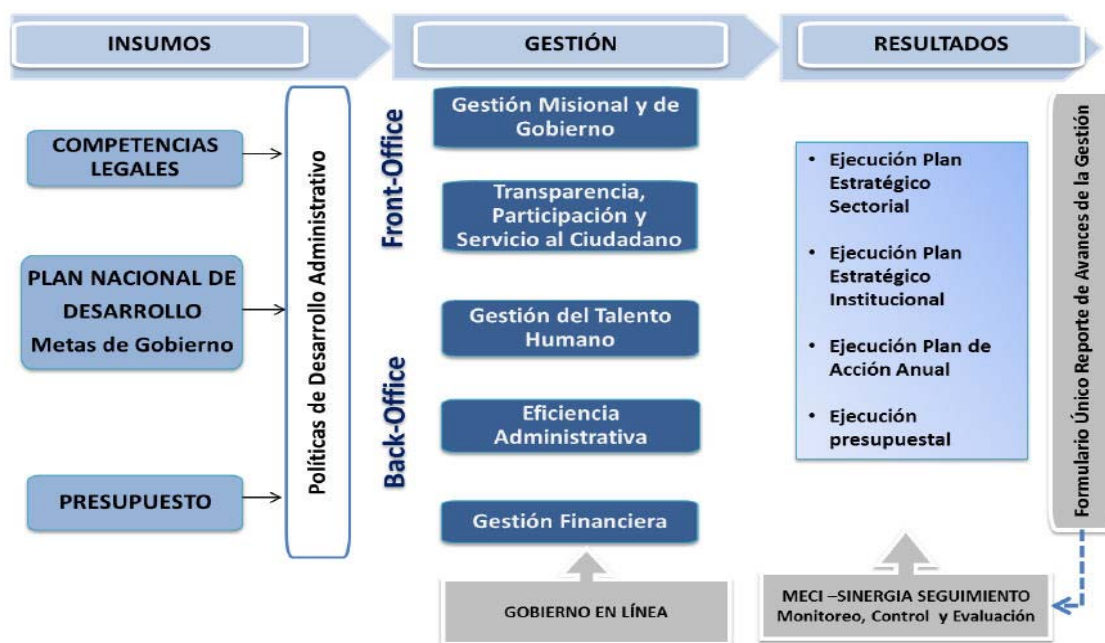 INSUMOS
GESTIÓN
RESULTADOS
COMPETENCIAS
LEGALES
PLAN NACIONAL DE
DESARROLLO
Metas de Gobierno
PRESUPUESTO
Políticas de Desarrollo Administrativo
Front-Office
Back-Office
Gestión Misional y de
Gobierno
Transparencia,
Participación y
Servicio al Ciudadano
Gestión del Talento
Humano
Eficiencia
Administrativa
Gestión Financiera
GOBIERNO EN LÍNEA
• Ejecución Plan
Estratégico
Sectorial
• Ejecución Plan
Estratégico
Institucional
• Ejecución Plan de
Acción Anual
• Ejecución
presupuestal
MECI –SINERGIA SEGUIMIENTO
Monitoreo, Control y Evaluación
Formulario Único Reporte de Avances de la Gestión